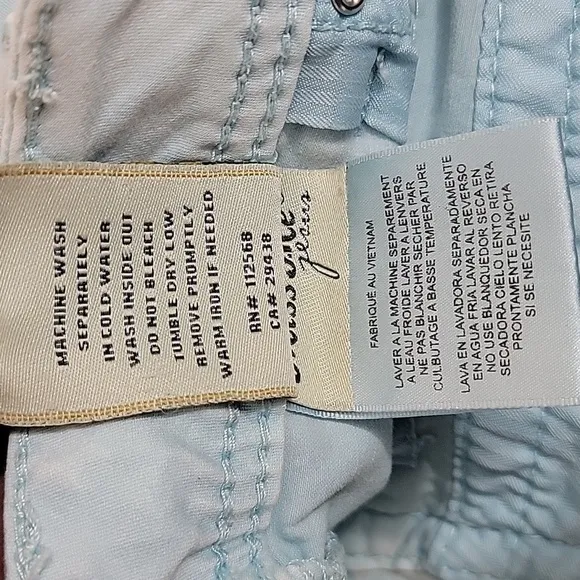 MACHINE WASH
SEPARATELY
IN COLD WATER
WASH INSIDE OUT
DO NOT BLEACH
TUMBLE DRY LOW
REMOVE PROMPTLY
WARM IRON IF NEEDED
RN# 112568
CA# 29438
jeans
FABRIQUÉ AU VIETNAM
LAVER A LA MACHINE SEPAREMENT
A LEAU FROIDE LAVER A LENVERS
NE PAS BLANCHIR SECHER PAR
CULBUTAGE A BASSE TEMPERATURE
LAVA EN LAVADORA SEPARADAMENTE
EN AGUA FRIA LAVAR AL REVERSO
NO USE BLANQUEDOR SECA EN
SECADORA CIELO LENTO RETIRA
PRONTAMENTE PLANCHA
SI SE NECESITE